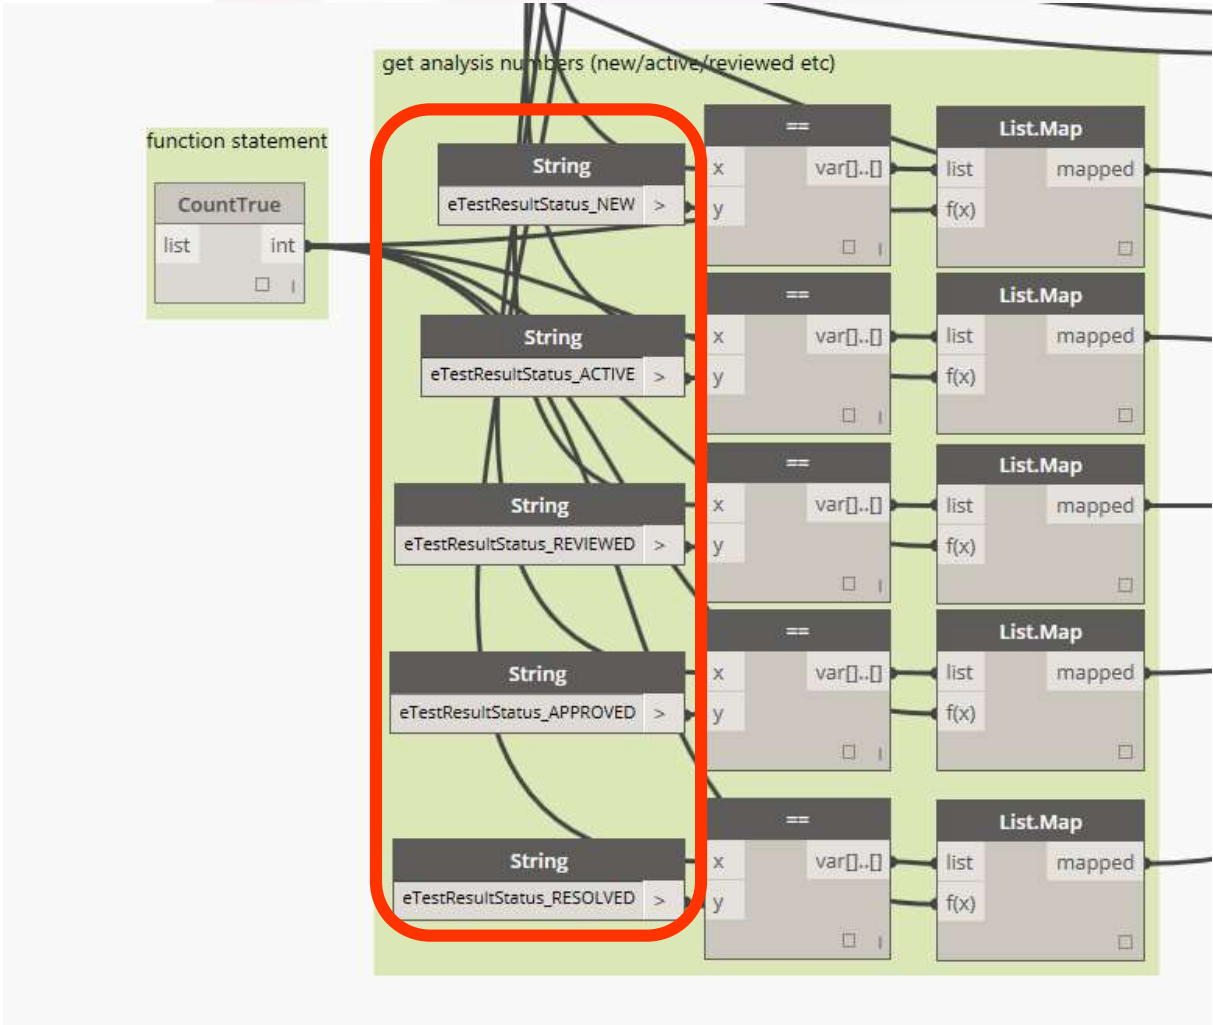 get analysis numbers (new/active/reviewed etc)
function statement
CountTrue
list int
String
eTestResultStatus_NEW >
==
x var[]..[]
y
List.Map
list mapped
f(x)
String
eTestResultStatus_ACTIVE >
==
x var[]..[]
y
List.Map
list mapped
f(x)
String
eTestResultStatus_REVIEWED >
==
x var[]..[]
y
List.Map
list mapped
f(x)
String
eTestResultStatus_APPROVED >
==
x var[]..[]
y
List.Map
list mapped
f(x)
String
eTestResultStatus_RESOLVED >
==
x var[]..[]
y
List.Map
list mapped
f(x)